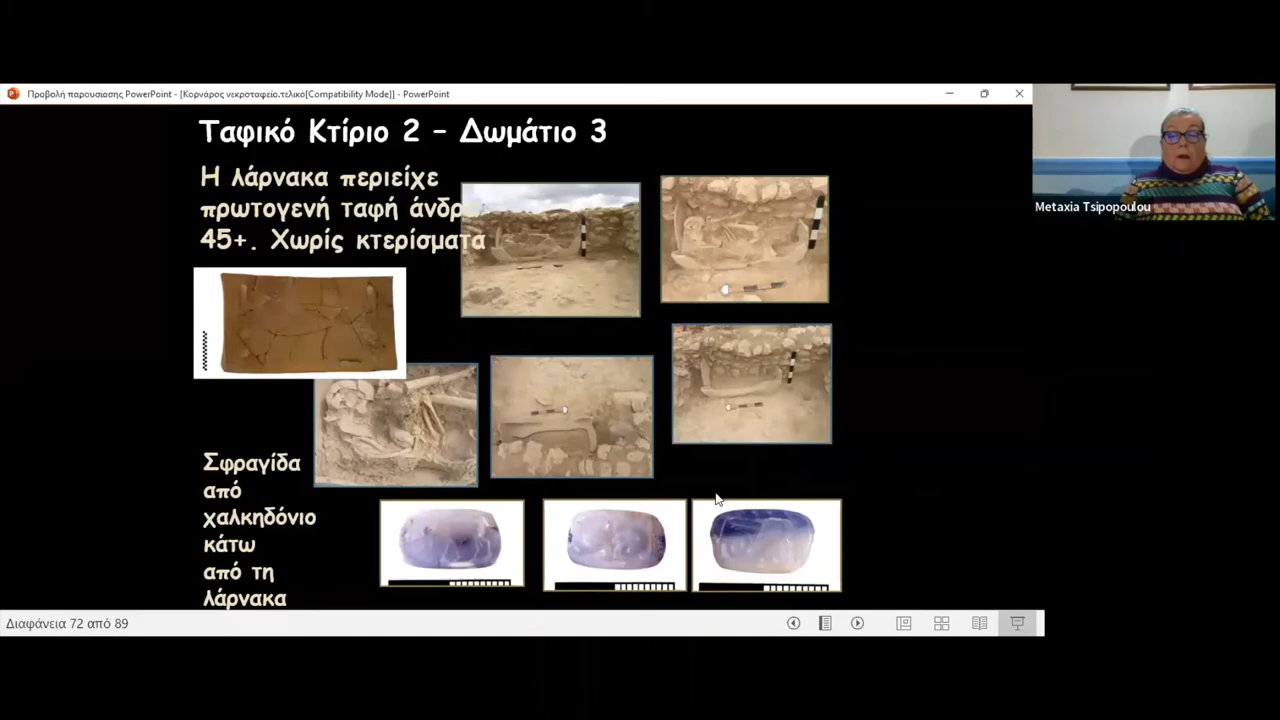 Προβολή παρουσίασης PowerPoint - [Κορνάρος νεκροταφείο.τελικό[Compatibility Mode]] - PowerPoint
Ταφικό Κτίριο 2 – Δωμάτιο 3
Η λάρνακα περιείχε
πρωτογενή ταφή άνδρ
45+. Χωρίς κτερίσματα
Σφραγίδα
από
χαλκηδόνιο
κάτω
από τη
λάρνακα
Διαφάνεια 72 από 89
Metaxia Tsipopoulou